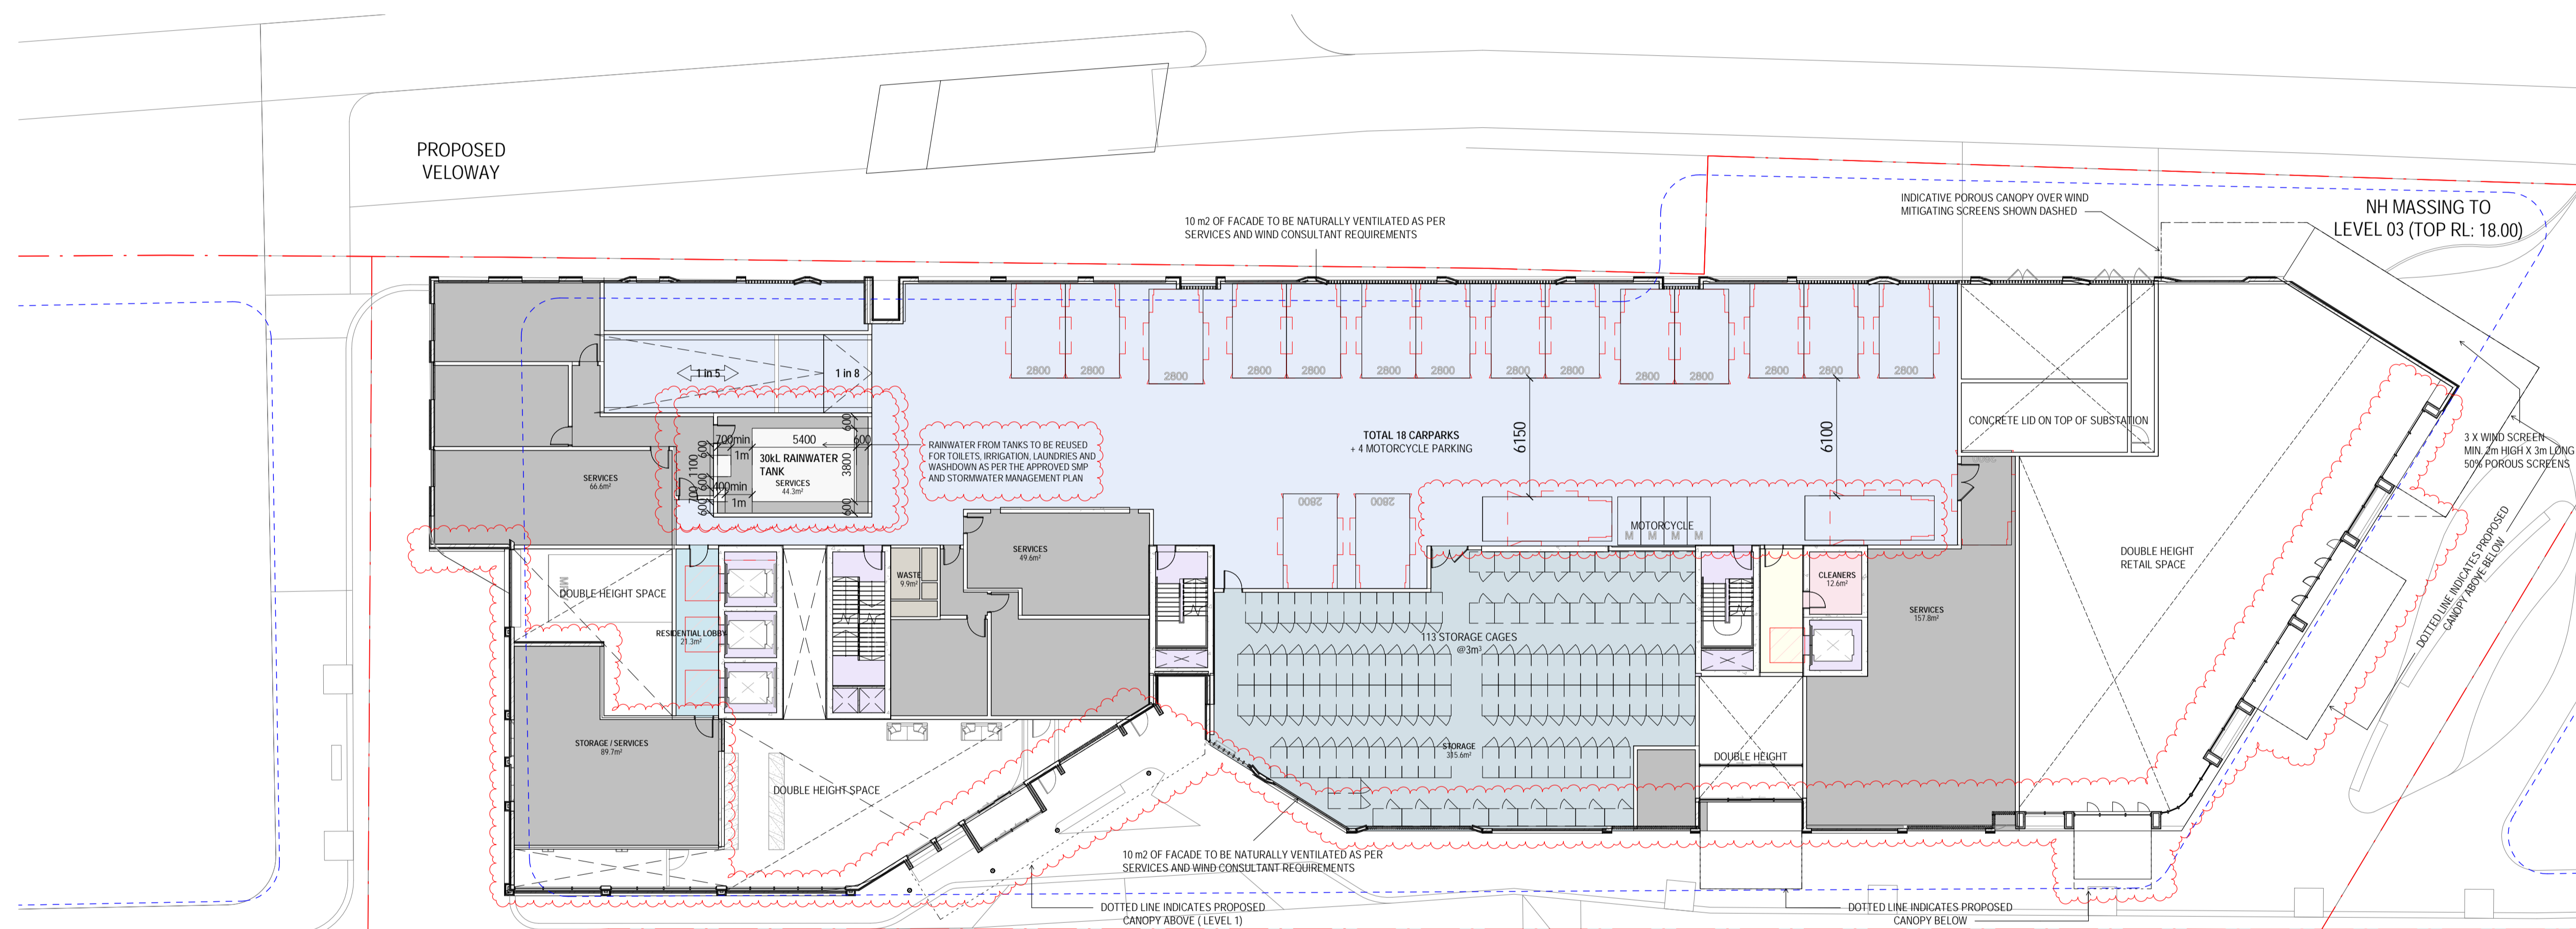 PROPOSED
VELOWAY
10 m2 OF FACADE TO BE NATURALLY VENTILATED AS PER
SERVICES AND WIND CONSULTANT REQUIREMENTS
INDICATIVE POROUS CANOPY OVER WIND
MITIGATING SCREENS SHOWN DASHED
NH MASSING TO
LEVEL 03 (TOP RL: 18.00)
1 in 5
1 in 8
2800
2800
2800
2800
2800
2800
2800
2800
2800
2800
2800
2800
2800
2800
CONCRETE LID ON TOP OF SUBSTATION
700min
5400
600
600
1m
600
1100
600
700
600
30kL RAINWATER
TANK
SERVICES
44.3m²
3800
400min
1m
600
RAINWATER FROM TANKS TO BE REUSED
FOR TOILETS, IRRIGATION, LAUNDRIES AND
WASHDOWN AS PER THE APPROVED SMP
AND STORMWATER MANAGEMENT PLAN
TOTAL 18 CARPARKS
+ 4 MOTORCYCLE PARKING
6150
6100
3 X WIND SCREEN
MIN. 2m HIGH X 3m LONG
50% POROUS SCREENS
SERVICES
66.6m²
2800
2800
MOTORCYCLE
M M M M
DOTTED LINE INDICATES PROPOSED
CANOPY ABOVE BELOW
DOUBLE HEIGHT
RETAIL SPACE
SERVICES
49.6m²
WASTE
9.9m²
CLEANERS
12.6m²
DOUBLE HEIGHT SPACE
RESIDENTIAL LOBBY
21.3m²
SERVICES
157.8m²
113 STORAGE CAGES
@3m³
STORAGE / SERVICES
89.7m²
STORAGE
315.6m²
DOUBLE HEIGHT
DOUBLE HEIGHT SPACE
10 m2 OF FACADE TO BE NATURALLY VENTILATED AS PER
SERVICES AND WIND CONSULTANT REQUIREMENTS
DOTTED LINE INDICATES PROPOSED
CANOPY ABOVE ( LEVEL 1)
DOTTED LINE INDICATES PROPOSED
CANOPY BELOW